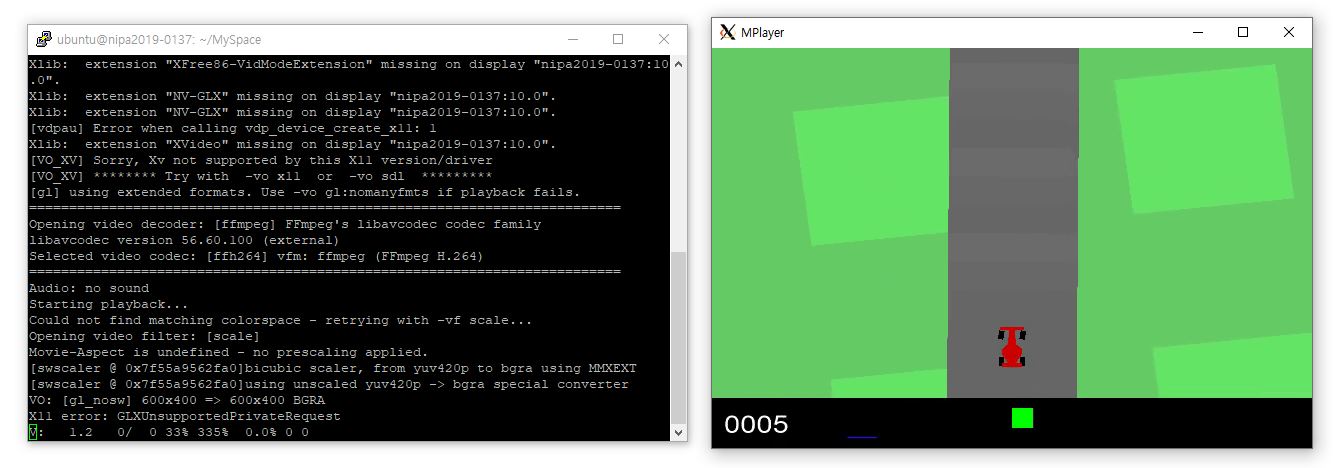 ubuntu@nipa2019-0137: ~/MySpace
Xlib:  extension "XFree86-VidModeExtension" missing on display "nipa2019-0137:10
.0".
Xlib:  extension "NV-GLX" missing on display "nipa2019-0137:10.0".
Xlib:  extension "NV-GLX" missing on display "nipa2019-0137:10.0".
[vdpau] Error when calling vdp_device_create_x11: 1
Xlib:  extension "XVideo" missing on display "nipa2019-0137:10.0".
[VO_XV] Sorry, Xv not supported by this X11 version/driver
[VO_XV] ******** Try with  -vo x11  or  -vo sdl  *********
[gl] using extended formats. Use -vo gl:nomanyfmts if playback fails.
==========================================================================
Opening video decoder: [ffmpeg] FFmpeg's libavcodec codec family
libavcodec version 56.60.100 (external)
Selected video codec: [ffh264] vfm: ffmpeg (FFmpeg H.264)
==========================================================================
Audio: no sound
Starting playback...
Could not find matching colorspace - retrying with -vf scale...
Opening video filter: [scale]
Movie-Aspect is undefined - no prescaling applied.
[swscaler @ 0x7f55a9562fa0]bicubic scaler, from yuv420p to bgra using MMXEXT
[swscaler @ 0x7f55a9562fa0]using unscaled yuv420p -> bgra special converter
VO: [gl_nosw] 600x400 => 600x400 BGRA
X11 error: GLXUnsupportedPrivateRequest
V:   1.2   0/  0 33% 335%  0.0% 0 0
MPlayer
0005